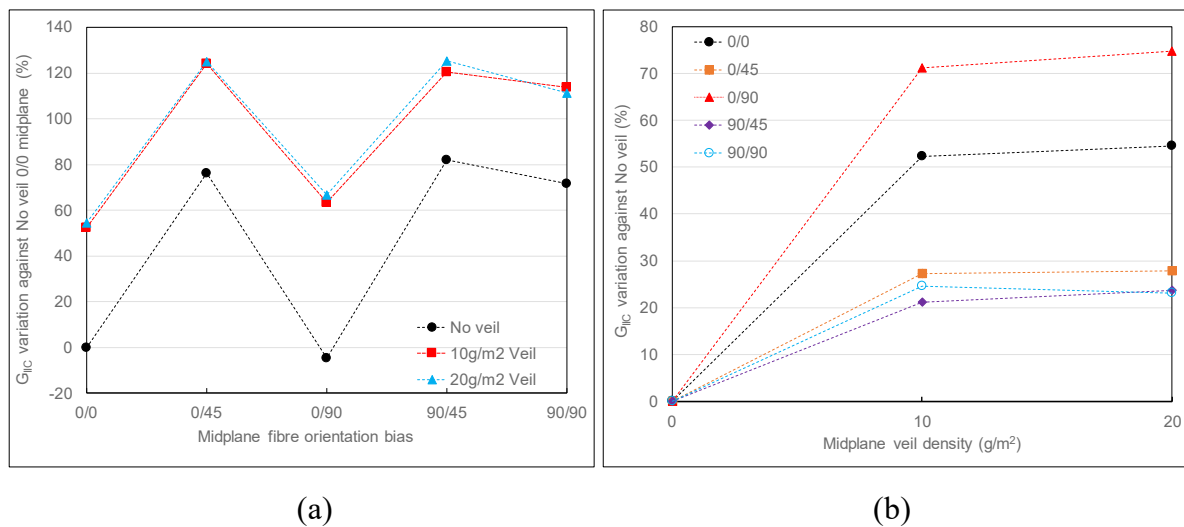 140
120
100
80
60
40
20
0
-20
G_IIC variation against No veil 0/0 midplane (%)
No veil
10g/m2 Veil
20g/m2 Veil
0/0 0/45 0/90 90/45 90/90
Midplane fibre orientation bias
(a)
80
70
60
50
40
30
20
10
0
G_IIC variation against No veil (%)
0/0
0/45
0/90
90/45
90/90
0 10 20
Midplane veil density (g/m²)
(b)